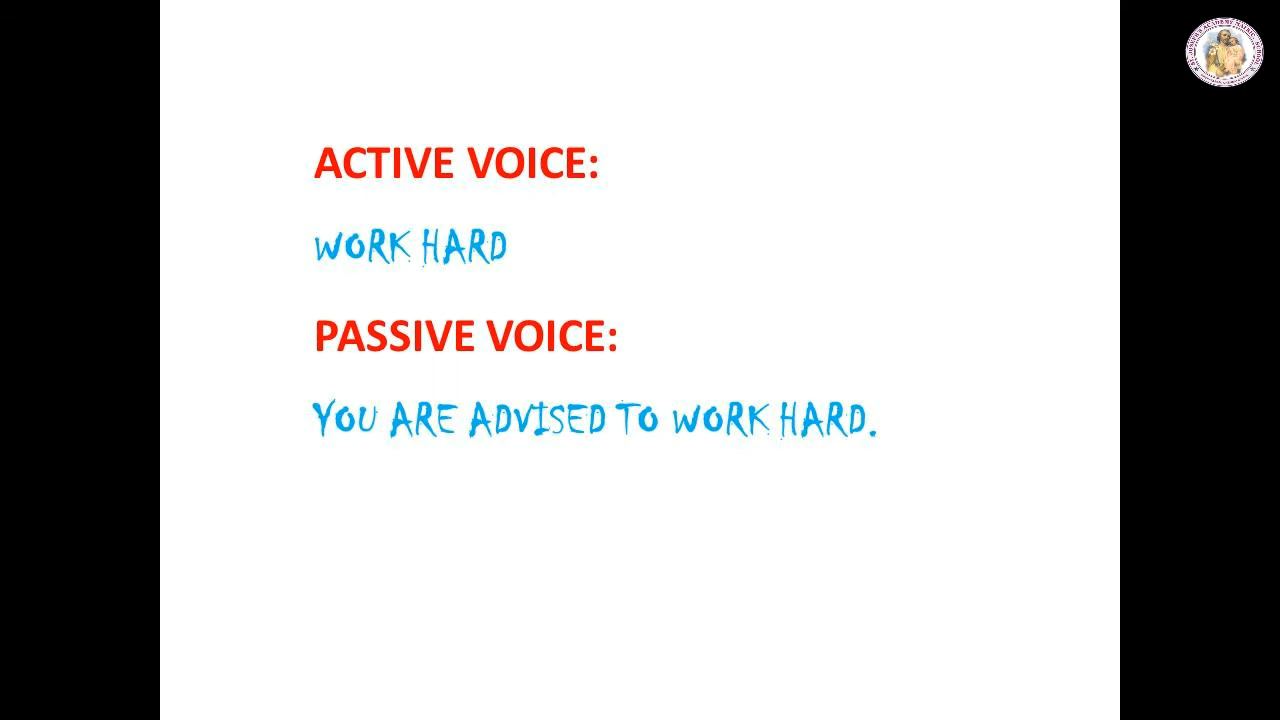 ACTIVE VOICE:
WORK HARD
PASSIVE VOICE:
YOU ARE ADVISED TO WORK HARD.